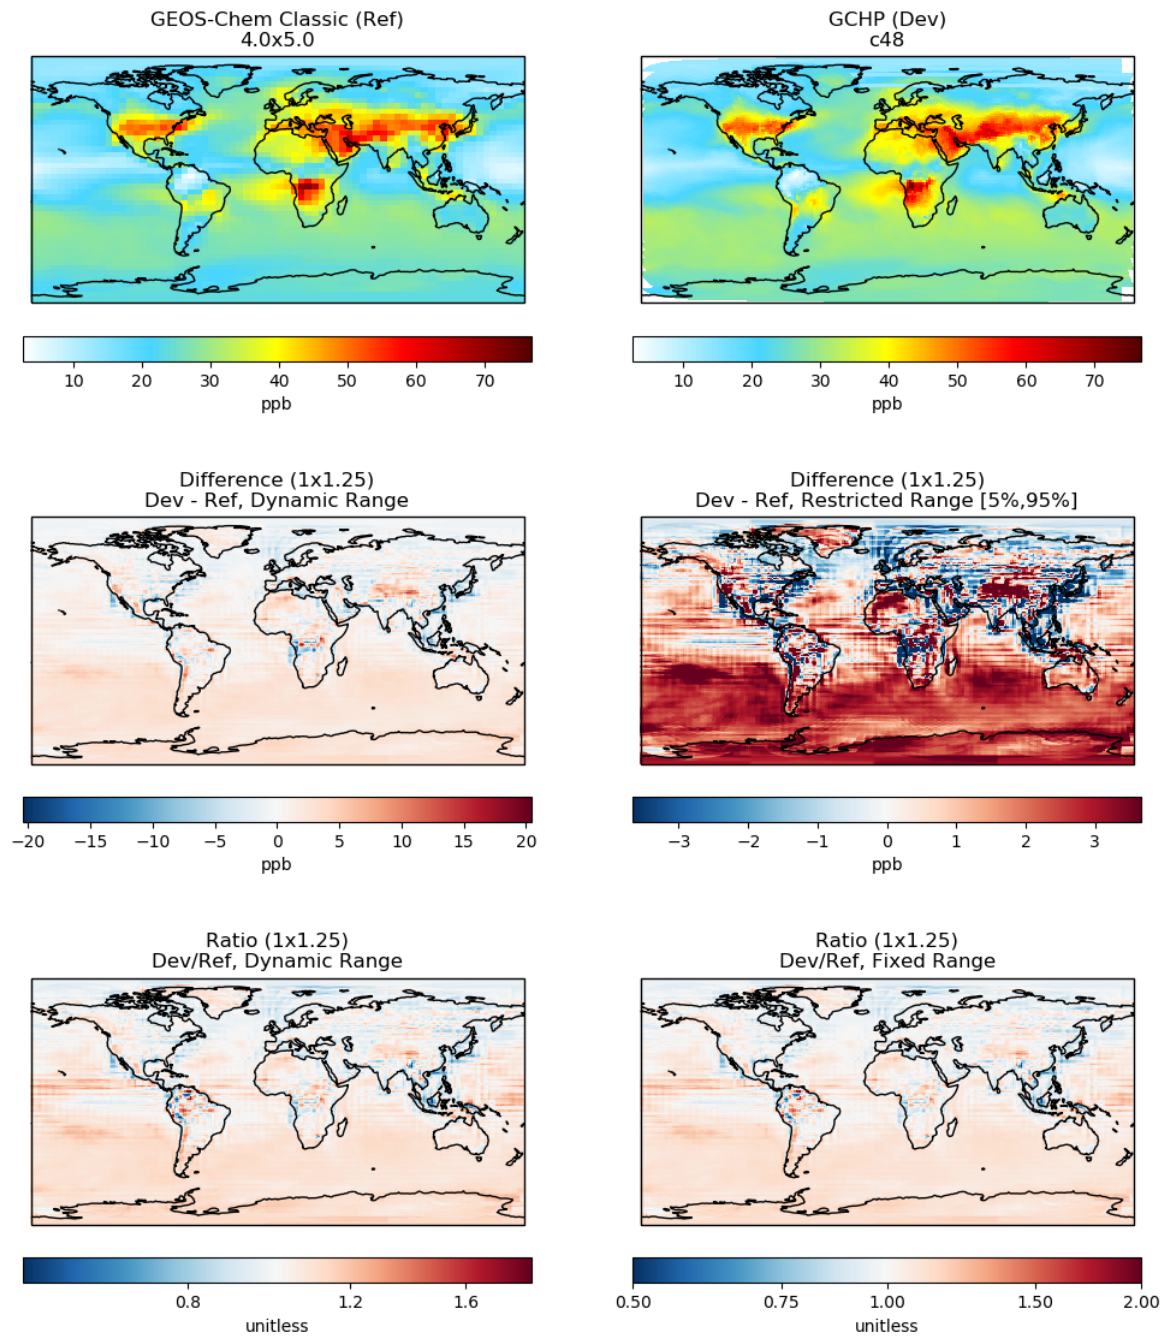 GEOS-Chem Classic (Ref)
4.0x5.0
10 20 30 40 50 60 70
ppb
GCHP (Dev)
c48
10 20 30 40 50 60 70
ppb
Difference (1x1.25)
Dev - Ref, Dynamic Range
−20 −15 −10 −5 0 5 10 15 20
ppb
Difference (1x1.25)
Dev - Ref, Restricted Range [5%,95%]
−3 −2 −1 0 1 2 3
ppb
Ratio (1x1.25)
Dev/Ref, Dynamic Range
0.8 1.2 1.6
unitless
Ratio (1x1.25)
Dev/Ref, Fixed Range
0.50 0.75 1.00 1.50 2.00
unitless